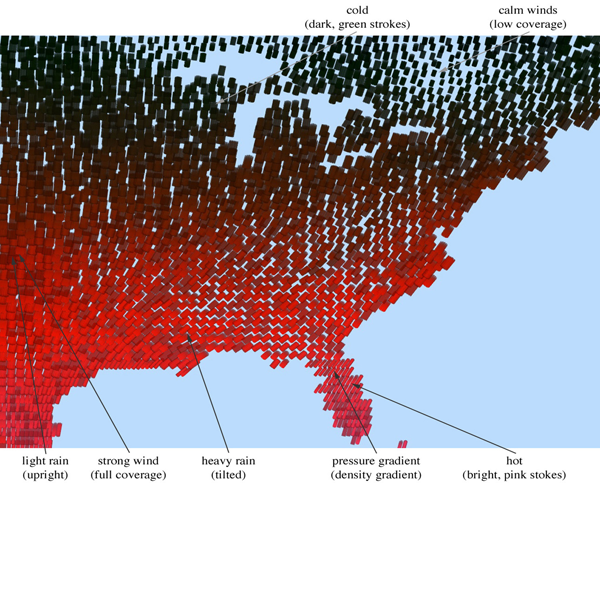 cold
(dark, green strokes)
calm winds
(low coverage)
light rain
(upright)
strong wind
(full coverage)
heavy rain
(tilted)
pressure gradient
(density gradient)
hot
(bright, pink stokes)